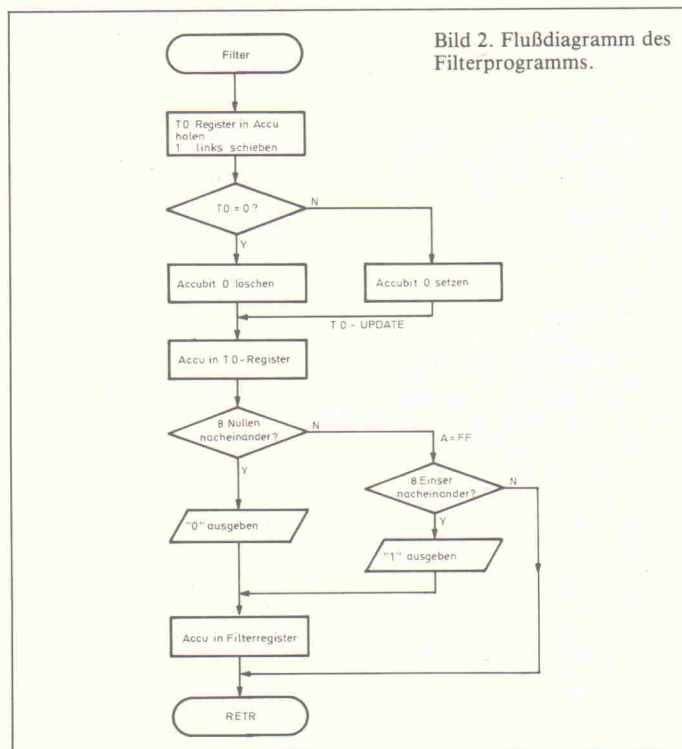 Bild 2. Flußdiagramm des
Filterprogramms.
Filter
T0 Register in Accu
holen
1 links schieben
T0 = 0?
N
Y
Accubit 0 löschen
Accubit 0 setzen
T0 - UPDATE
Accu in T0-Register
8 Nullen
nacheinander?
N
A=FF
Y
8 Einser
nacheinander?
N
Y
"0" ausgeben
"1" ausgeben
Accu in Filterregister
RETR